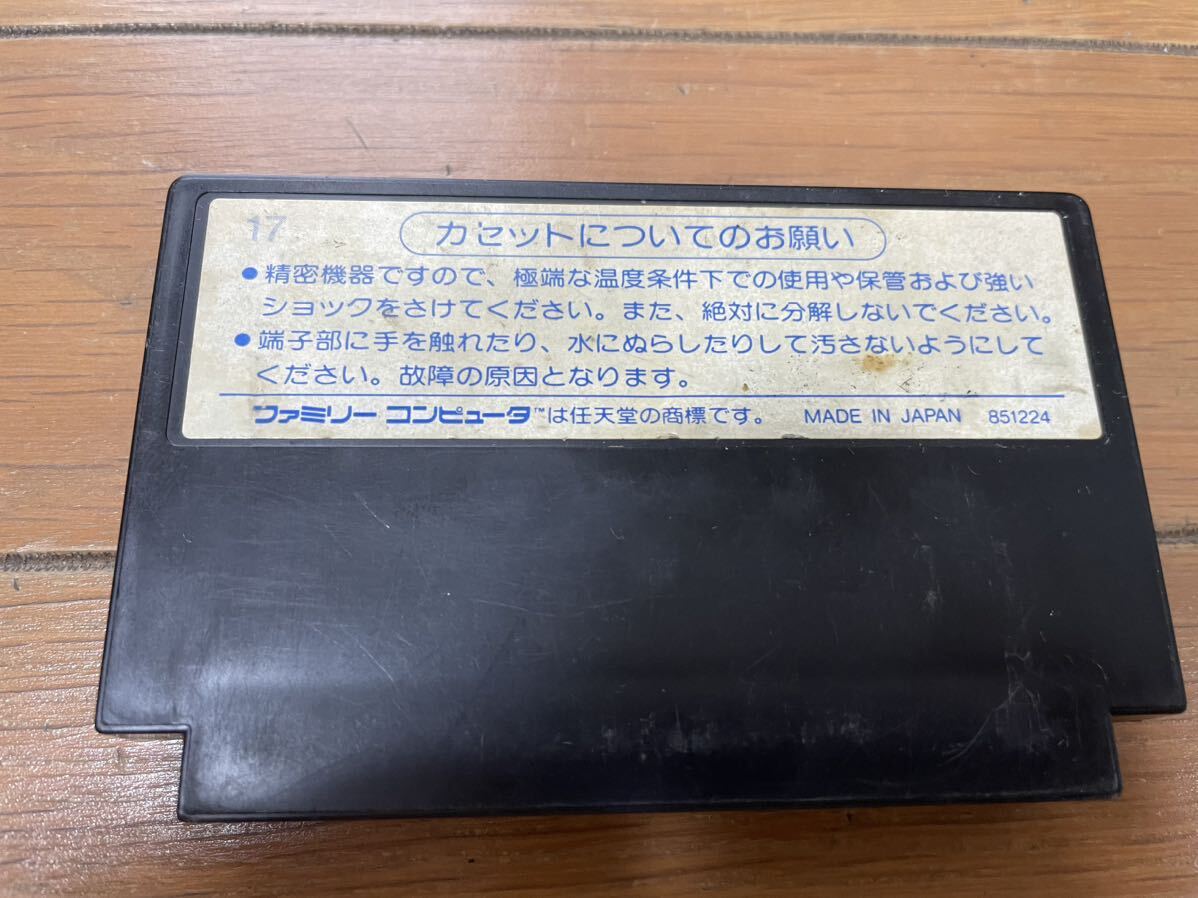 17
カセットについてのお願い
●精密機器ですので、極端な温度条件下での使用や保管および強い
ショックをさけてください。また、絶対に分解しないでください。
●端子部に手を触れたり、水にぬらしたりして汚さないようにして
ください。故障の原因となります。
ファミリーコンピュータ™は任天堂の商標です。 MADE IN JAPAN 851224